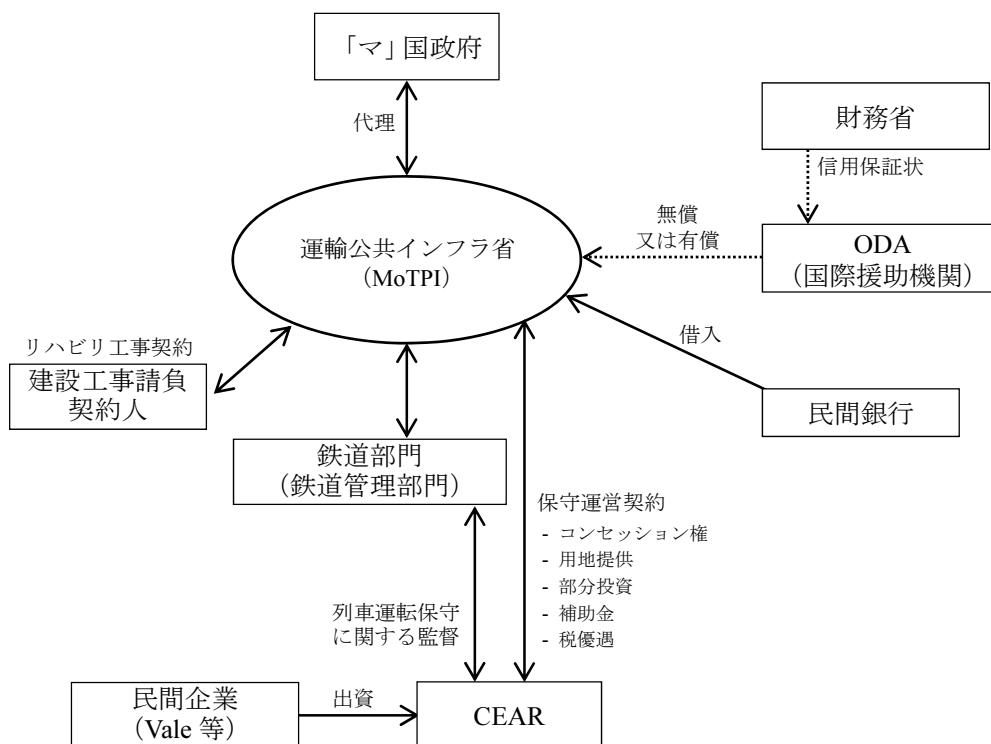 「マ」国政府
代理
財務省
信用保証状
無償
又は有償
ODA
（国際援助機関）
運輸公共インフラ省
（MoTPI）
借入
民間銀行
リハビリ工事契約
建設工事請負
契約人
鉄道部門
（鉄道管理部門）
保守運営契約
- コンセッション権
- 用地提供
- 部分投資
- 補助金
- 税優遇
列車運転保守
に関する監督
民間企業
（Vale 等）
出資
CEAR